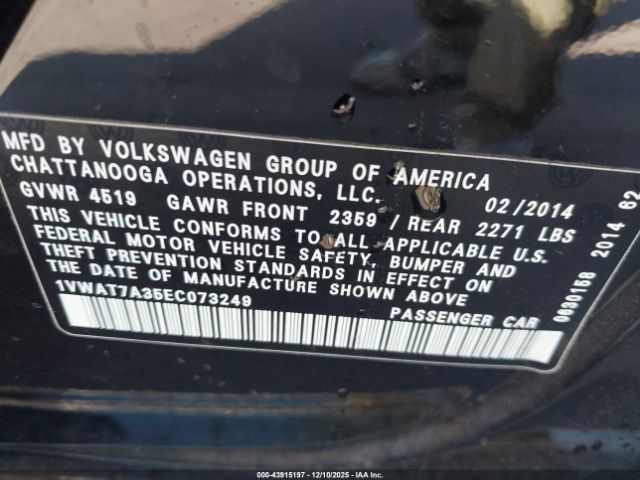 MFD BY VOLKSWAGEN GROUP OF AMERICA
CHATTANOOGA OPERATIONS, LLC. 02/2014
GVWR 4519 GAWR FRONT 2359 / REAR 2271 LBS
THIS VEHICLE CONFORMS TO ALL APPLICABLE U.S.
FEDERAL MOTOR VEHICLE SAFETY, BUMPER AND
THEFT PREVENTION STANDARDS IN EFFECT ON
THE DATE OF MANUFACTURE SHOWN ABOVE.
1VWAT7A35EC073249
PASSENGER CAR
0630158 2014 62
000-43915197 - 12/10/2025 - IAA Inc.